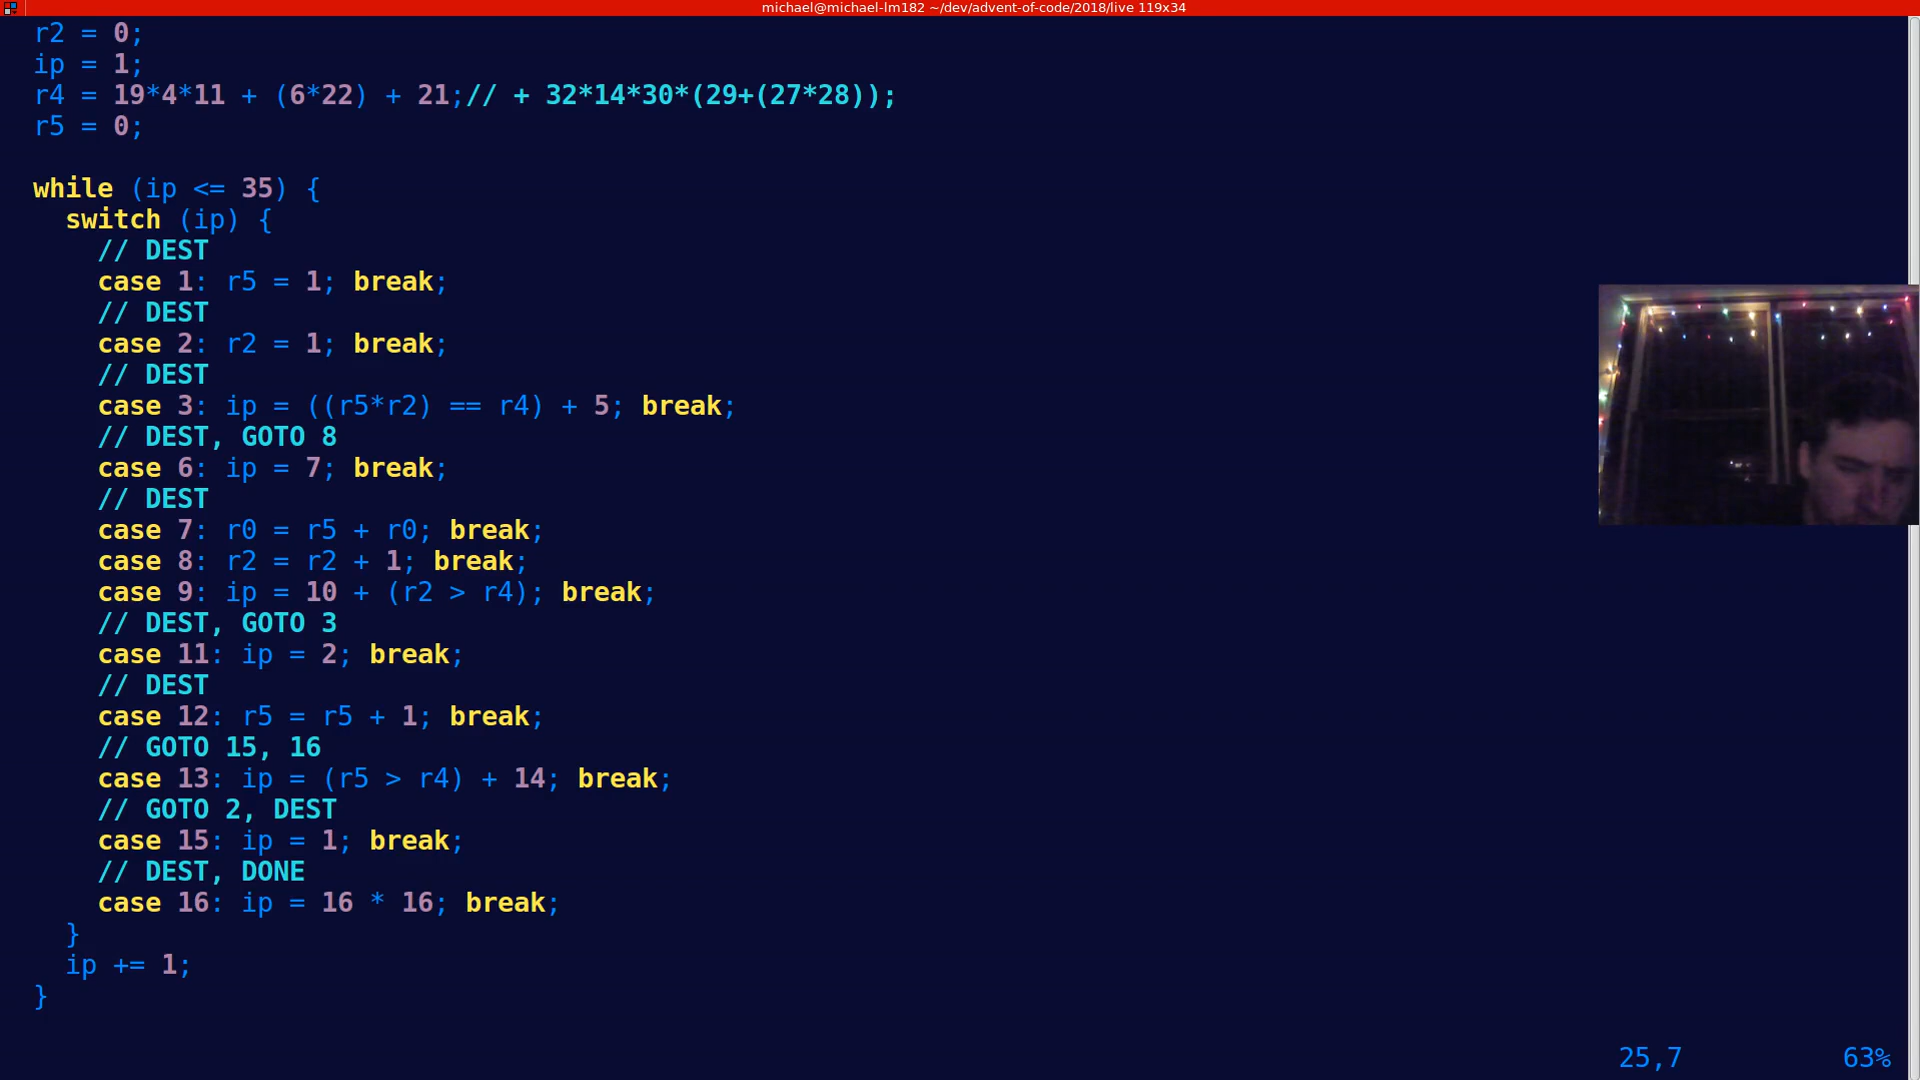 michael@michael-lm182 ~/dev/advent-of-code/2018/live 119x34
r2 = 0;
ip = 1;
r4 = 19*4*11 + (6*22) + 21;// + 32*14*30*(29+(27*28));
r5 = 0;
while (ip <= 35) {
switch (ip) {
// DEST
case 1: r5 = 1; break;
// DEST
case 2: r2 = 1; break;
// DEST
case 3: ip = ((r5*r2) == r4) + 5; break;
// DEST, GOTO 8
case 6: ip = 7; break;
// DEST
case 7: r0 = r5 + r0; break;
case 8: r2 = r2 + 1; break;
case 9: ip = 10 + (r2 > r4); break;
// DEST, GOTO 3
case 11: ip = 2; break;
// DEST
case 12: r5 = r5 + 1; break;
// GOTO 15, 16
case 13: ip = (r5 > r4) + 14; break;
// GOTO 2, DEST
case 15: ip = 1; break;
// DEST, DONE
case 16: ip = 16 * 16; break;
}
ip += 1;
}
25,7 63%